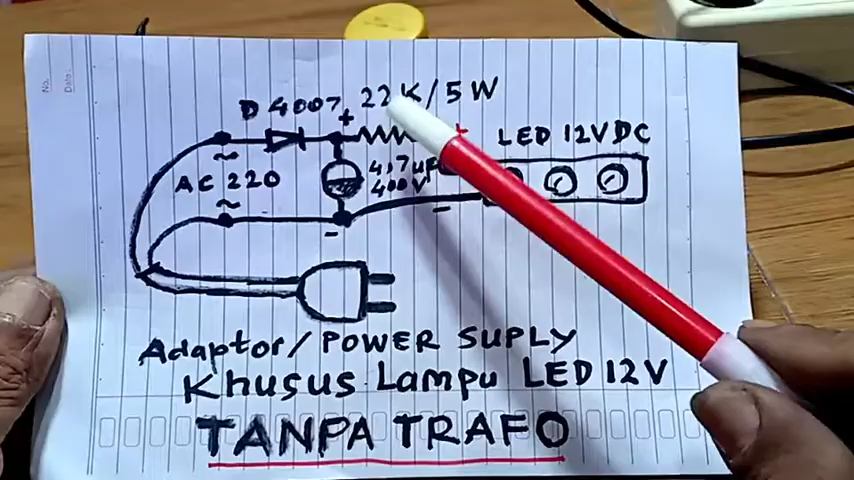 No.
Date.
D 4007 + 22K/5W
+ LED 12VDC
~ 4,7uF
AC 220 400V
~
- -
Adaptor/POWER SUPLY
Khusus Lampu LED 12V
TANPA TRAFO